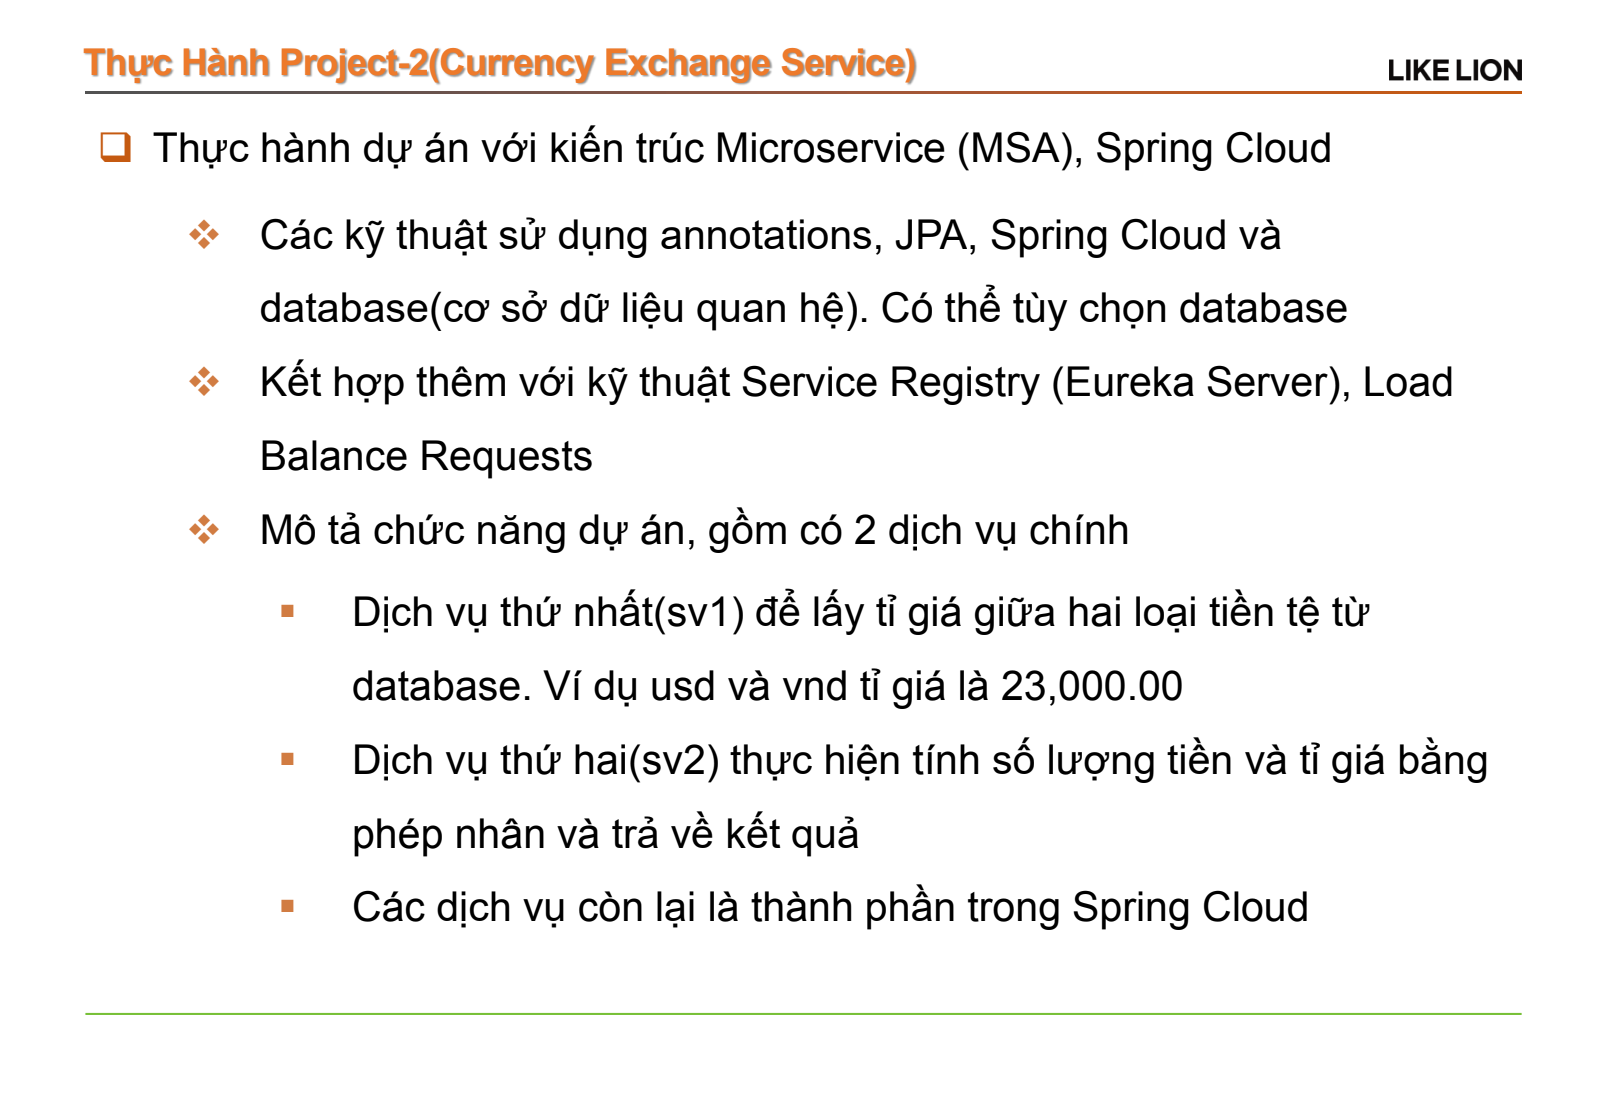 Thực Hành Project-2(Currency Exchange Service)
LIKE LION
Thực hành dự án với kiến trúc Microservice (MSA), Spring Cloud
Các kỹ thuật sử dụng annotations, JPA, Spring Cloud và
database(cơ sở dữ liệu quan hệ). Có thể tùy chọn database
Kết hợp thêm với kỹ thuật Service Registry (Eureka Server), Load
Balance Requests
Mô tả chức năng dự án, gồm có 2 dịch vụ chính
Dịch vụ thứ nhất(sv1) để lấy tỉ giá giữa hai loại tiền tệ từ
database. Ví dụ usd và vnd tỉ giá là 23,000.00
Dịch vụ thứ hai(sv2) thực hiện tính số lượng tiền và tỉ giá bằng
phép nhân và trả về kết quả
Các dịch vụ còn lại là thành phần trong Spring Cloud